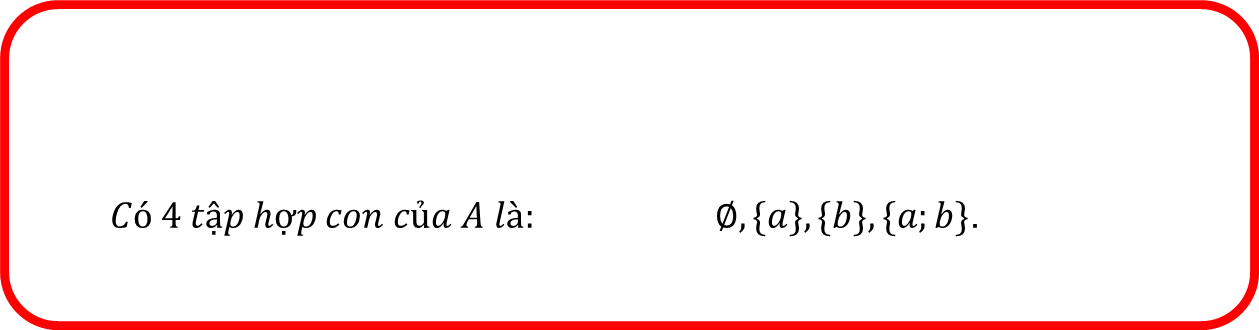 Có 4 tập hợp con của A là: ∅, {a}, {b}, {a; b}.